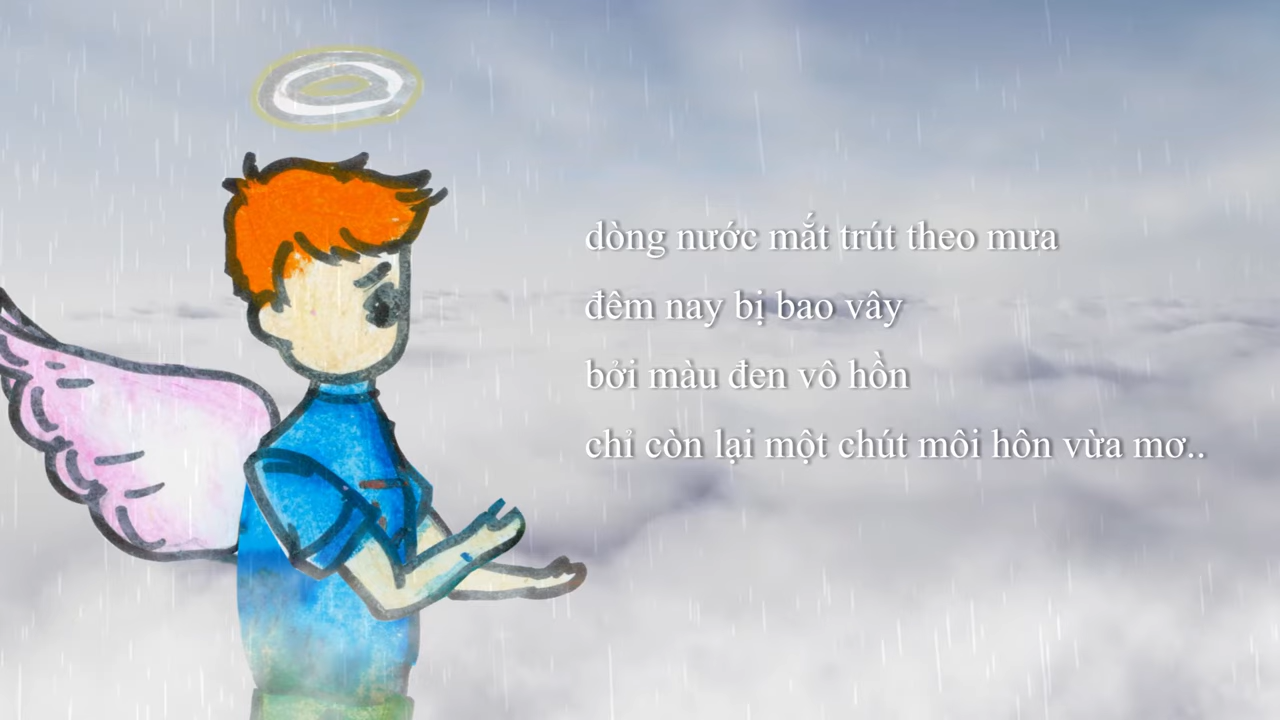 dòng nước mắt trút theo mưa
đêm nay bị bao vây
bởi màu đen vô hồn
chỉ còn lại một chút môi hôn vừa mơ..